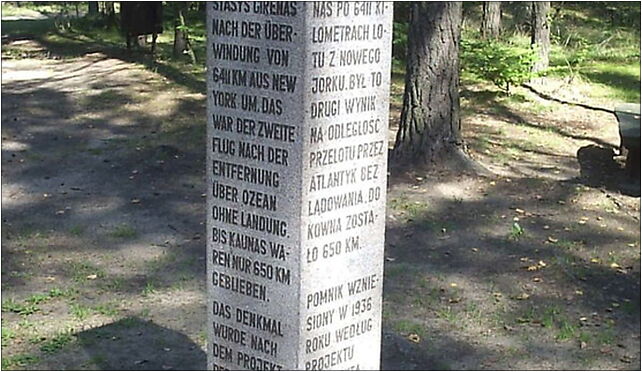 STASYS GIRENAS
NACH DER ÜBER-
WINDUNG VON
6411 KM AUS NEW
YORK UM. DAS
WAR DER ZWEITE
FLUG NACH DER
ENTFERNUNG
ÜBER OZEAN
OHNE LANDUNG.
BIS KAUNAS WA-
REN NUR 650 KM
GEBLIEBEN.
DAS DENKMAL
WURDE NACH
DEM PROJEKT
NAS PO 6411 KI-
LOMETRACH LO-
TU Z NOWEGO
JORKU. BYŁ TO
DRUGI WYNIK
NA ODLEGŁOŚĆ
PRZELOTU PRZEZ
ATLANTYK BEZ
LĄDOWANIA. DO
KOWNA ZOSTA-
ŁO 650 KM.
POMNIK WZNIE-
SIONY W 1936
ROKU WEDŁUG
PROJEKTU